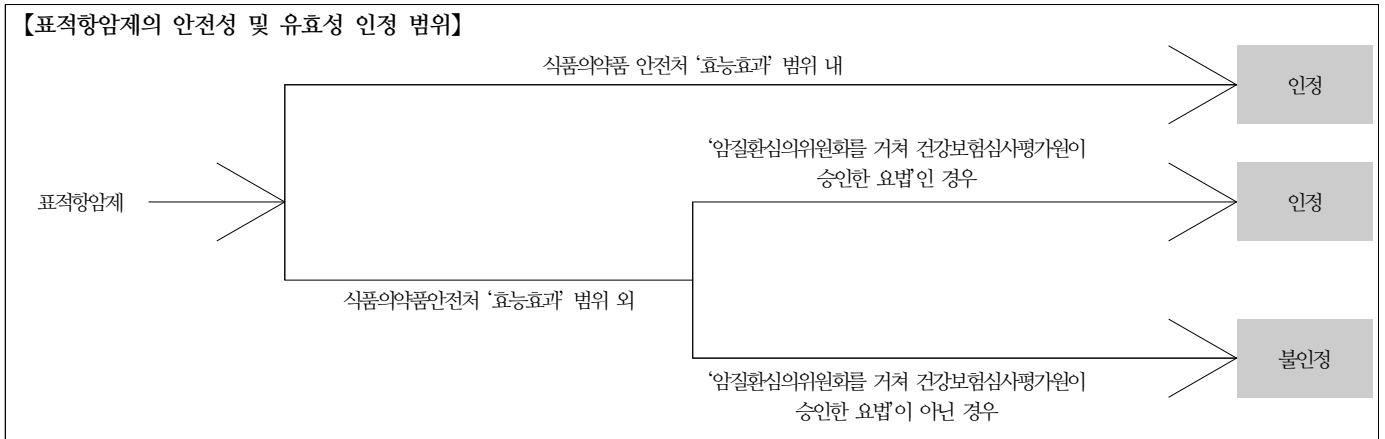 【표적항암제의 안전성 및 유효성 인정 범위】
식품의약품 안전처 ‘효능효과’ 범위 내
인정
‘암질환심의위원회를 거쳐 건강보험심사평가원이
승인한 요법’인 경우
인정
표적항암제
식품의약품안전처 ‘효능효과’ 범위 외
불인정
‘암질환심의위원회를 거쳐 건강보험심사평가원이
승인한 요법’이 아닌 경우